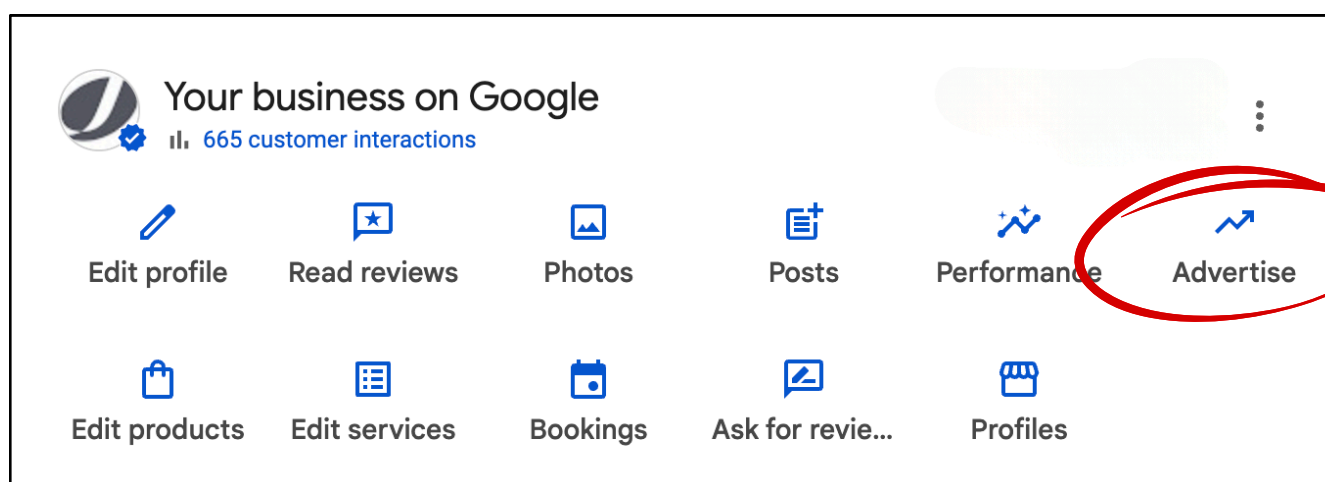 Your business on Google
665 customer interactions
Edit profile Read reviews Photos Posts Performance Advertise
Edit products Edit services Bookings Ask for revie... Profiles